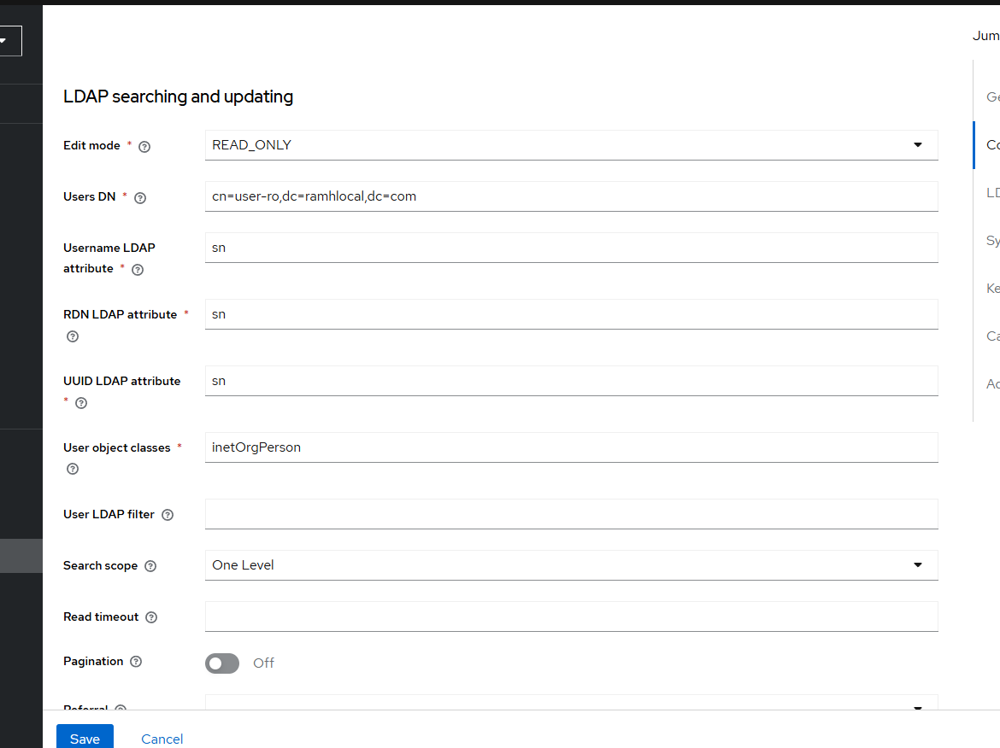 Jum
LDAP searching and updating
Ge
Edit mode * READ_ONLY
Co
Users DN * cn=user-ro,dc=ramhlocal,dc=com
LD
Username LDAP
attribute *
sn
Sy
Ke
RDN LDAP attribute * sn
Ca
UUID LDAP attribute
*
sn
Ac
User object classes * inetOrgPerson
User LDAP filter
Search scope One Level
Read timeout
Pagination Off
Referral
Save Cancel